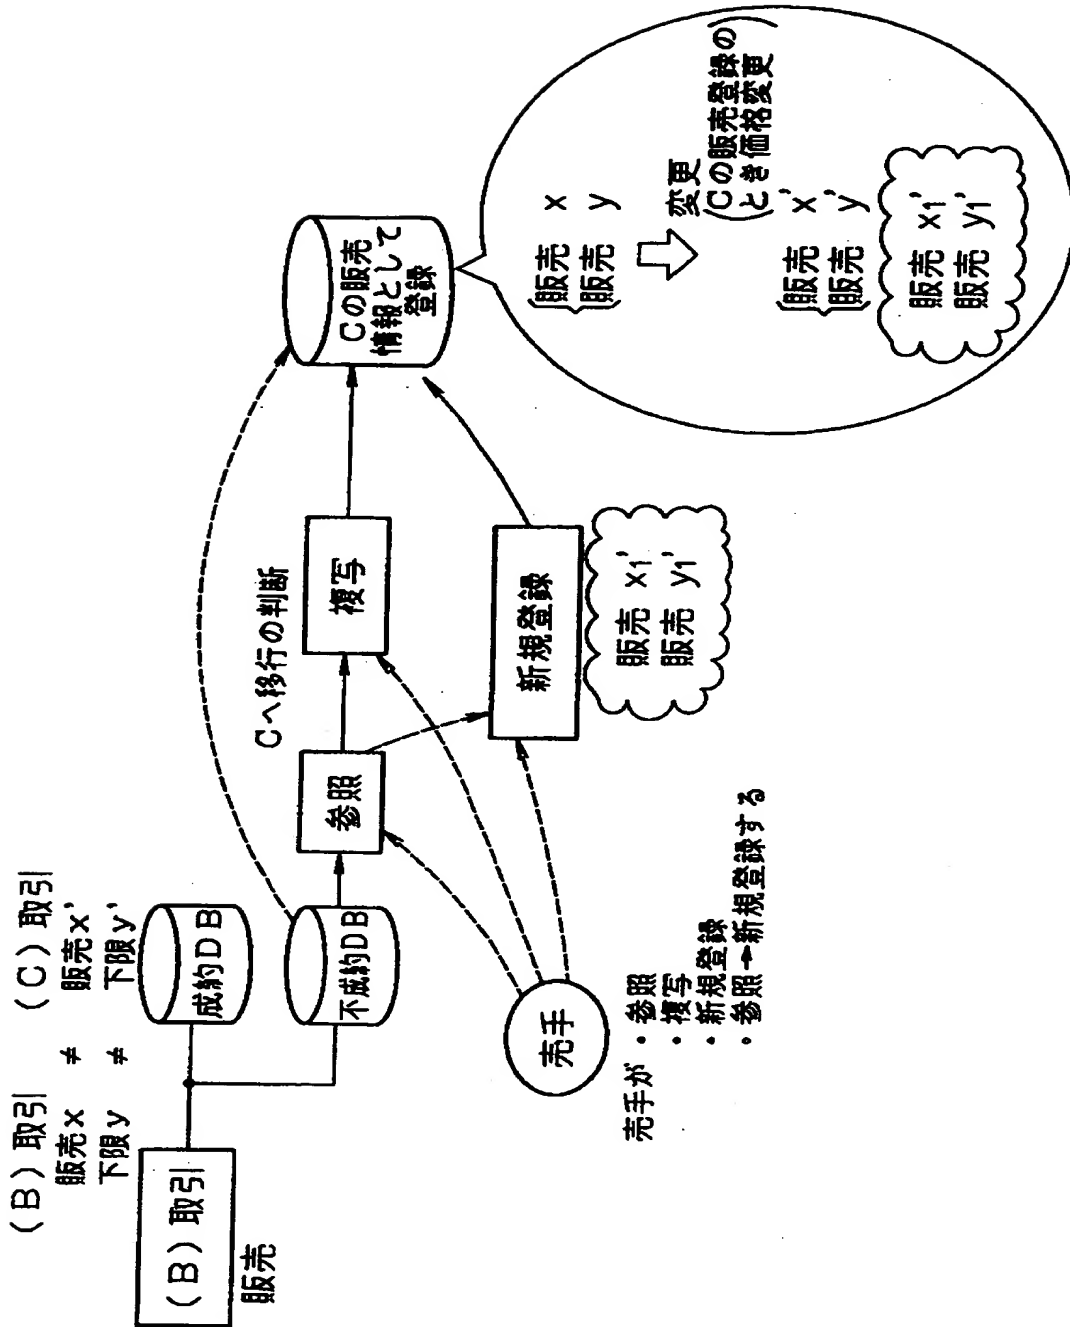 (B) 取引 (C) 取引
販売x ≠ 販売x'
下限y ≠ 下限y'
(B) 取引
販売
成約DB
不成約DB
売手
売手が ・参照
・複写
・新規登録
・参照→新規登録する
参照
Cへ移行の判断
複写
新規登録
販売 x1'
販売 y1'
Cの販売
情報として
登録
販売 x
販売 y
変更
(Cの販売登録の
とき価格変更)
販売 x'
販売 y'
販売 x1'
販売 y1'